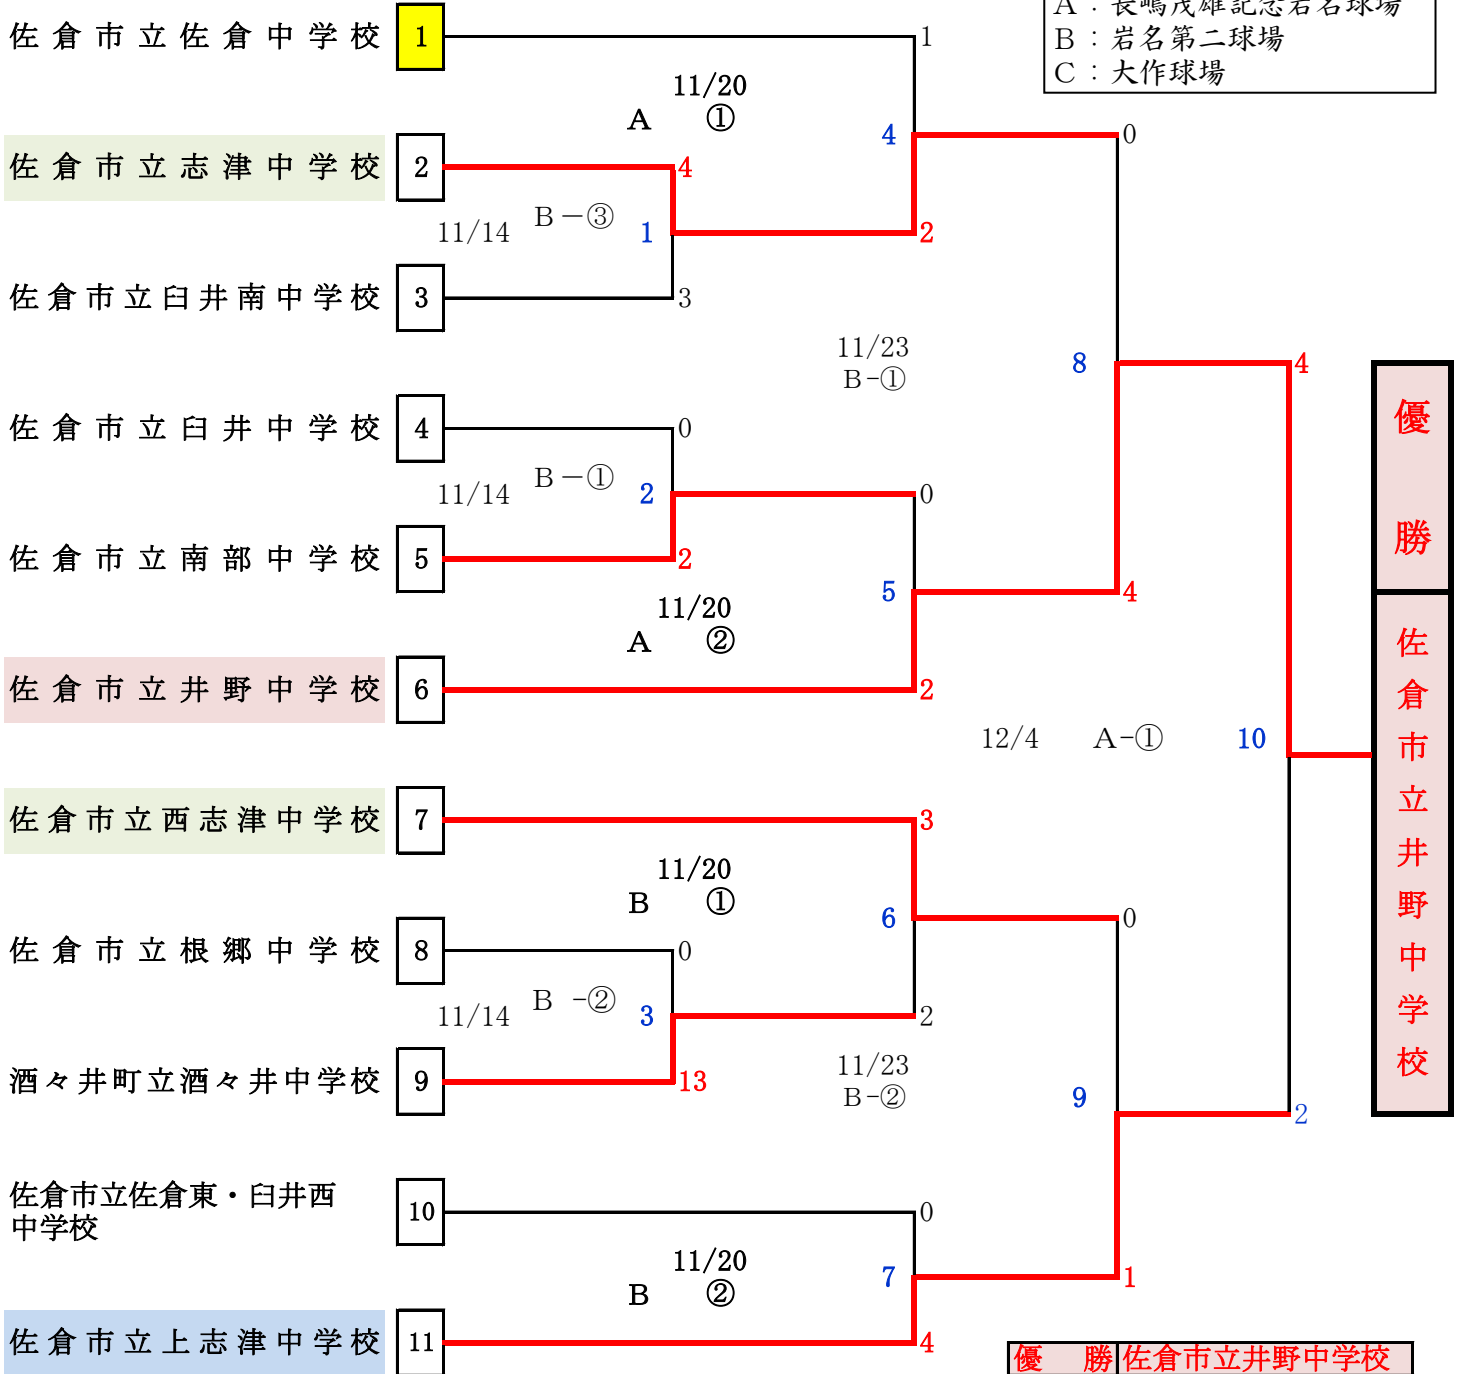 A：長嶋茂雄記念岩名球場
B：岩名第二球場
C：大作球場
佐倉市立佐倉中学校 1
1
11/20
A ①
4
0
佐倉市立志津中学校 2
4
11/14 B－③ 1
2
佐倉市立臼井南中学校 3
3
11/23
B-①
8
4
佐倉市立臼井中学校 4
0
11/14 B－① 2
0
佐倉市立南部中学校 5
2
5
4
11/20
A ②
佐倉市立井野中学校 6
2
12/4 A-① 10
優勝
佐倉市立井野中学校
佐倉市立西志津中学校 7
3
11/20
B ①
6
0
佐倉市立根郷中学校 8
0
11/14 B -② 3
2
酒々井町立酒々井中学校 9
13
11/23
B-②
9
2
佐倉市立佐倉東・臼井西
中学校
10
0
11/20
B ②
7
1
佐倉市立上志津中学校 11
4
優勝 佐倉市立井野中学校